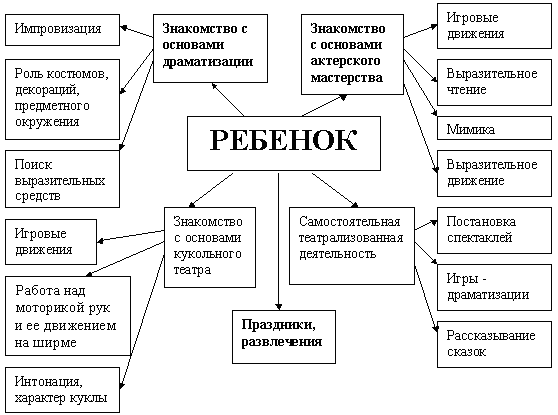 Импровизация
Знакомство с
основами
драматизации
Знакомство
с основами
актерского
мастерства
Игровые
движения
Роль костюмов,
декораций,
предметного
окружения
Выразительное
чтение
Мимика
РЕБЕНОК
Поиск
выразительных
средств
Выразительное
движение
Игровые
движения
Знакомство
с основами
кукольного
театра
Самостоятельная
театрализованная
деятельность
Постановка
спектаклей
Работа над
моторикой рук
и ее движением
на ширме
Игры -
драматизации
Праздники,
развлечения
Рассказывание
сказок
Интонация,
характер куклы